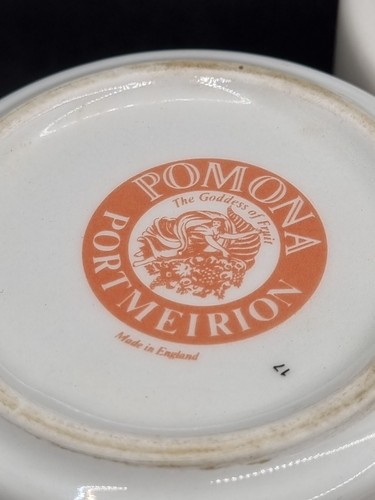 POMONA
The Goddess of Fruit
PORTMEIRION
Made in England
17